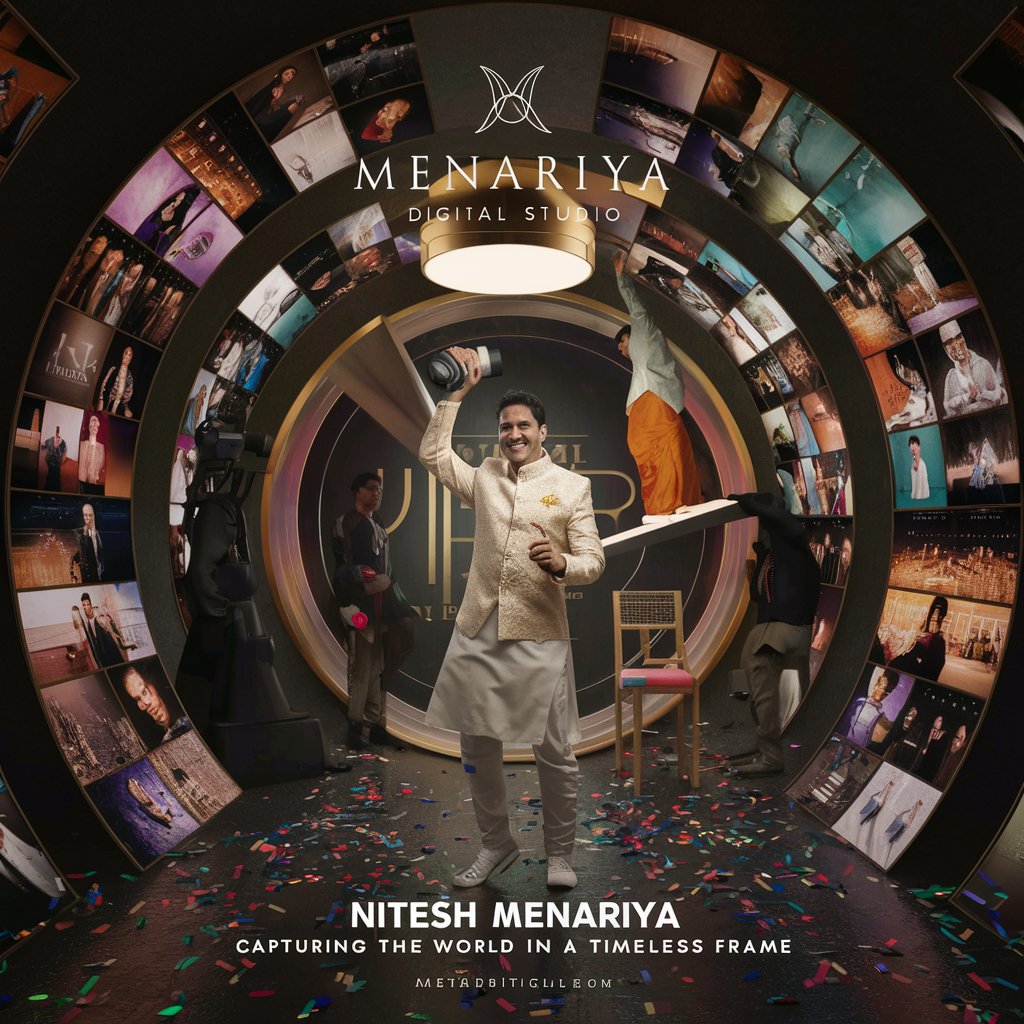 MENARIYA
DIGITAL STUDIO
NITESH MENARIYA
CAPTURING THE WORLD IN A TIMELESS FRAME